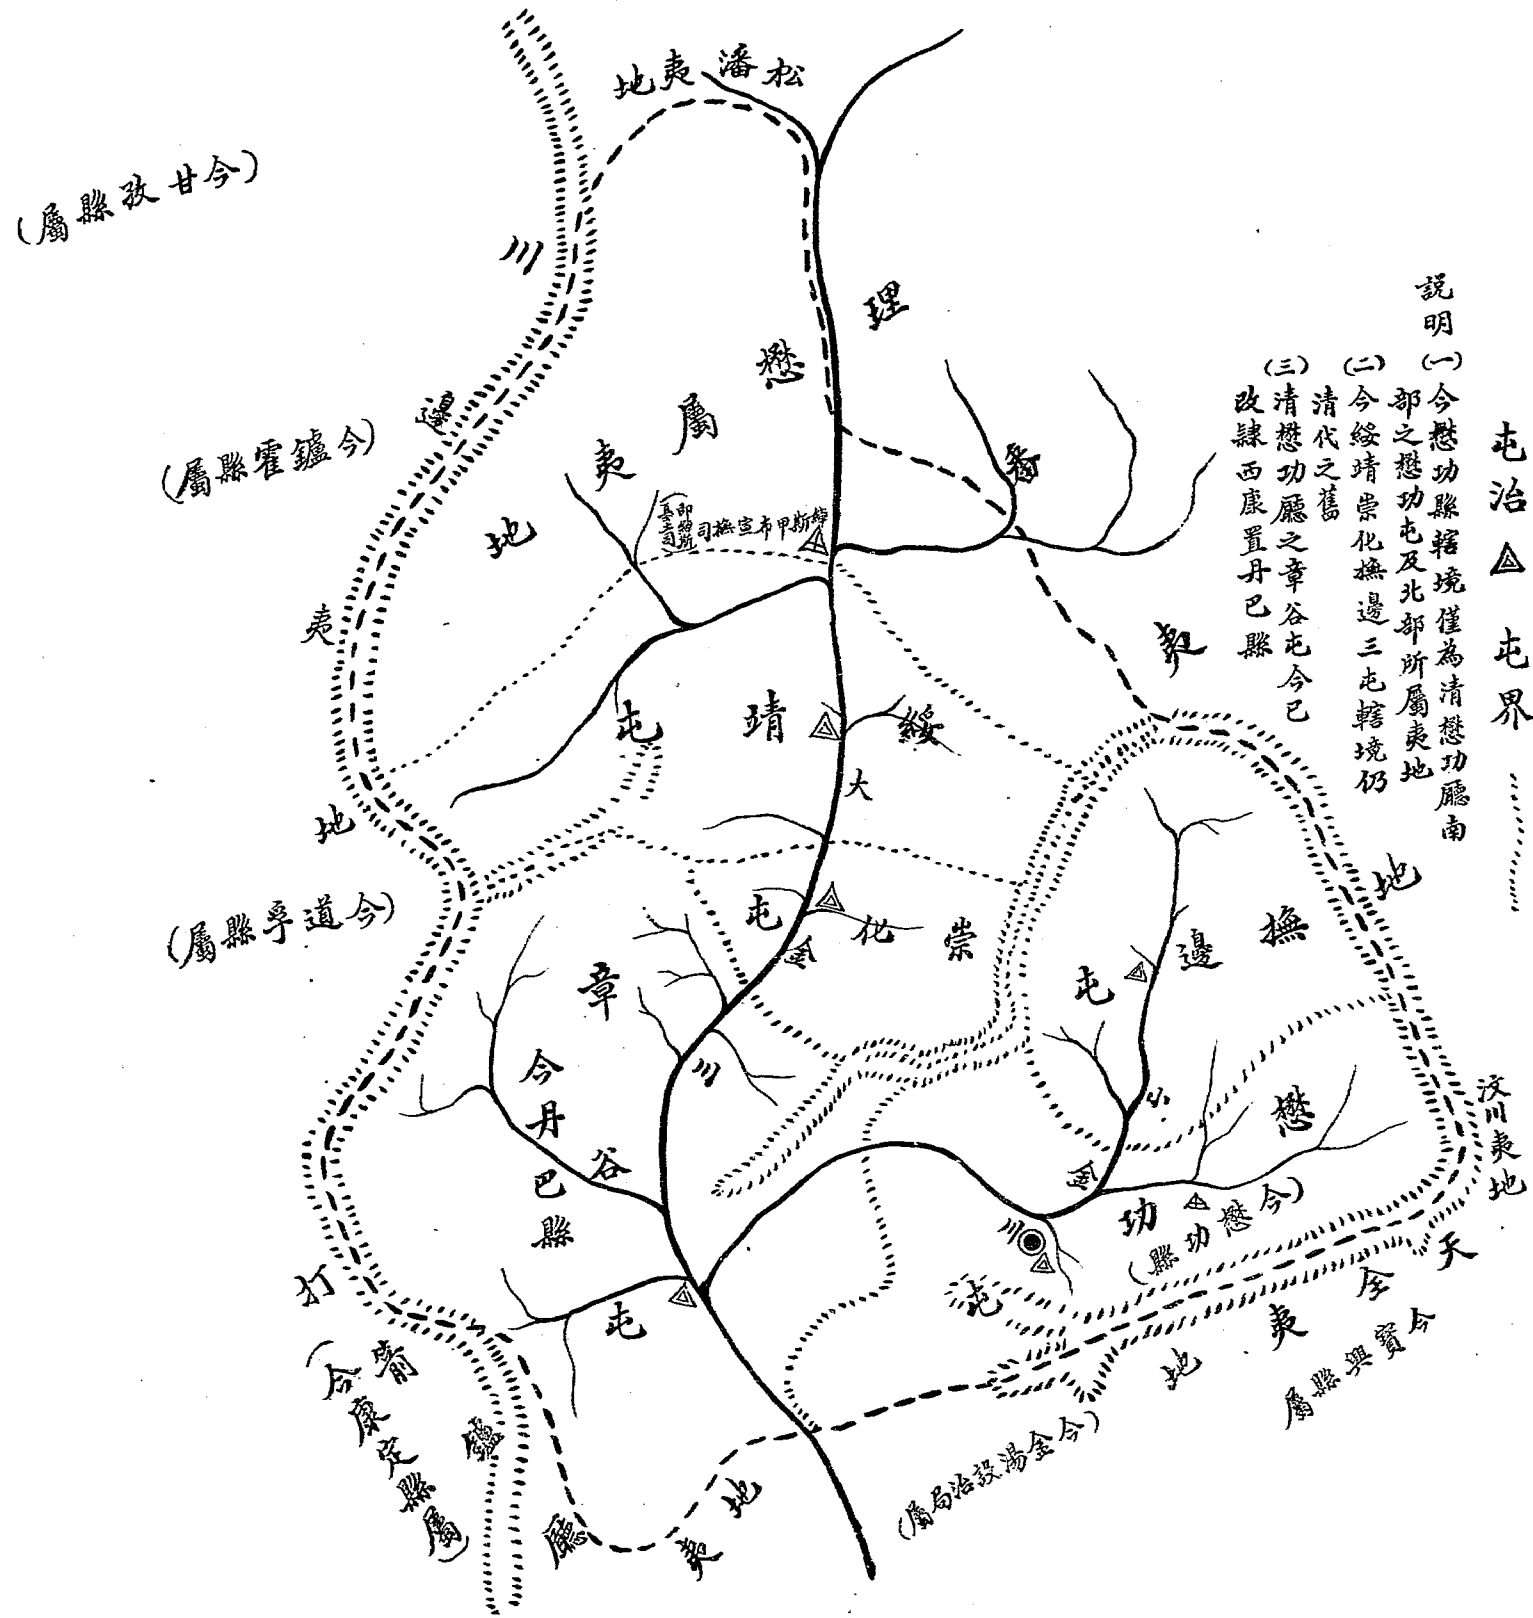 屯治 屯界
説明
(一)今懋功縣轄境僅為清懋功廳南
部之懋功屯及北部所屬夷地
(二)今綏靖崇化撫邊三屯轄境仍
清代之舊
(三)清懋功廳之章谷屯今已
改隸西康置丹巴縣
松潘夷地
理番夷地
川邊夷地
(今甘孜縣屬)
(今鑪霍縣屬)
(今道孚縣屬)
懋屬夷地
綽斯甲布宣撫司
綏靖屯
崇化屯
撫邊屯
章谷屯
今丹巴縣
懋功屯
(今懋功縣)
大金川
小金川
汶川夷地
天全夷地
今寶興縣屬
(今金湯設治局屬)
打箭鑪廳夷地
(今康定縣屬)